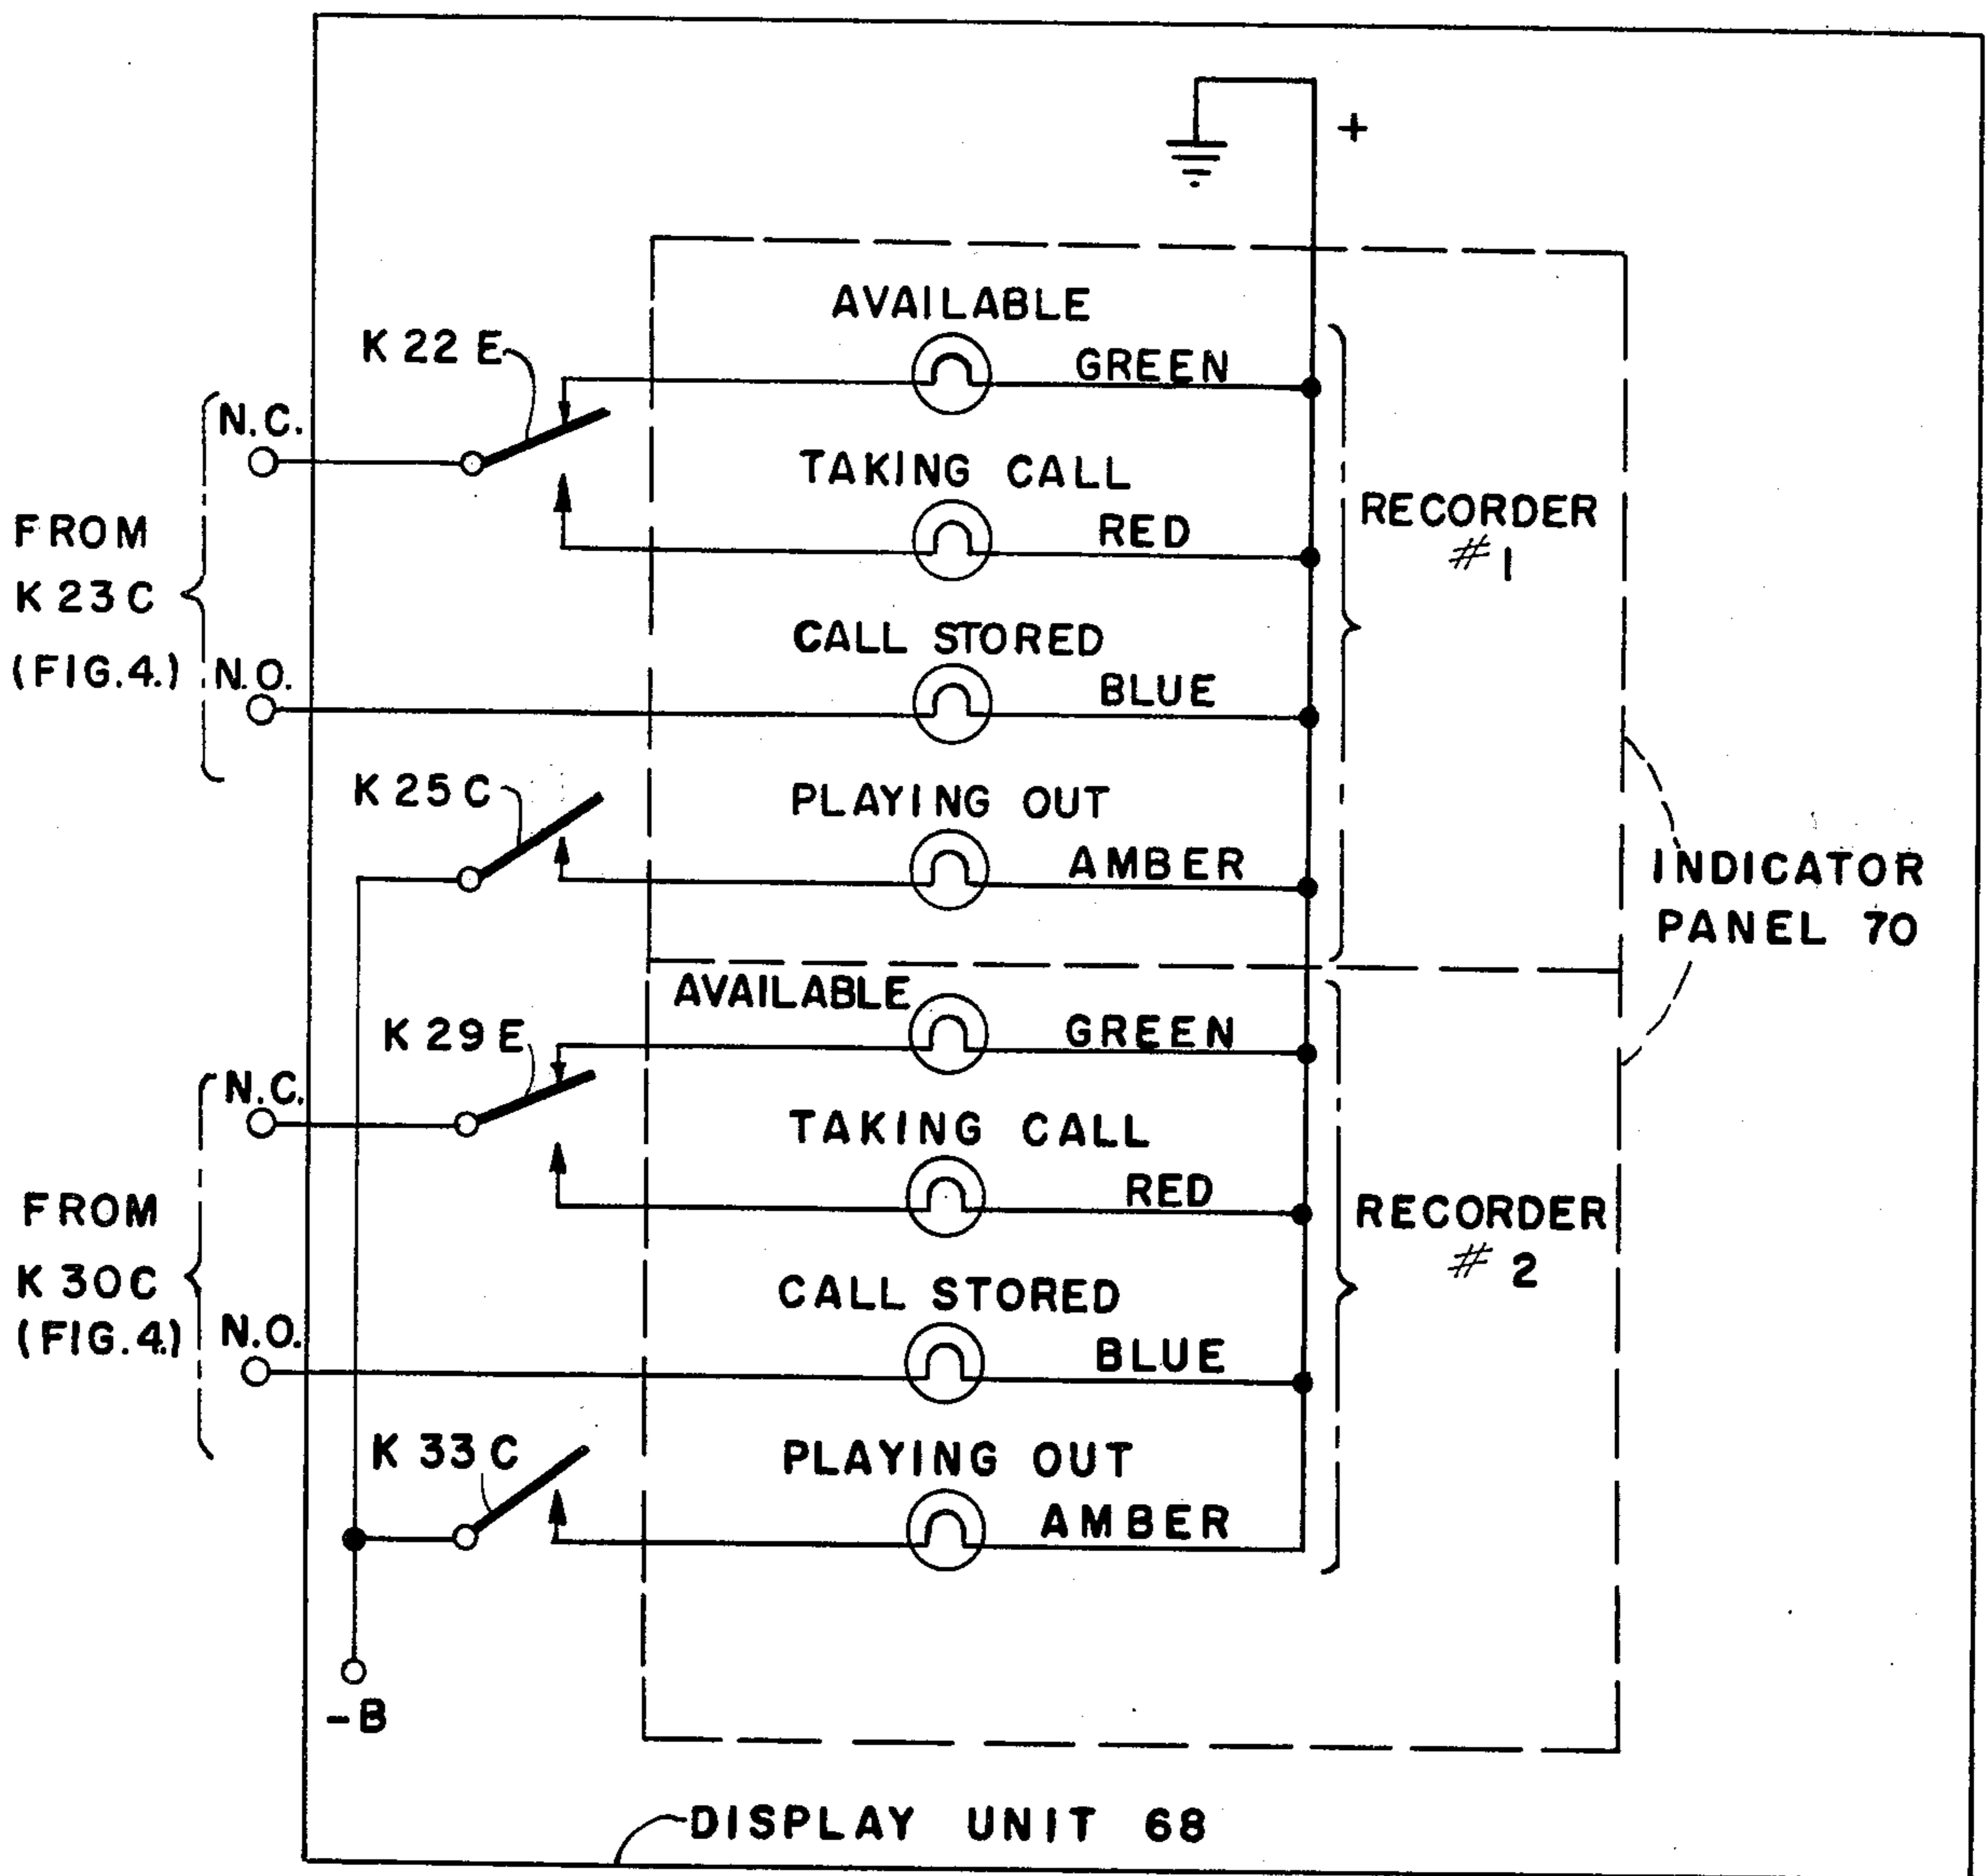 +
AVAILABLE
K 22 E
GREEN
N.C.
TAKING CALL
RED
RECORDER
# 1
FROM
K 23 C
(FIG. 4.)
CALL STORED
N.O.
BLUE
K 25 C
PLAYING OUT
AMBER
INDICATOR
PANEL 70
AVAILABLE
K 29 E
GREEN
N.C.
TAKING CALL
RED
RECORDER
# 2
FROM
K 30 C
(FIG. 4.)
CALL STORED
N.O.
BLUE
K 33 C
PLAYING OUT
AMBER
-B
DISPLAY UNIT 68